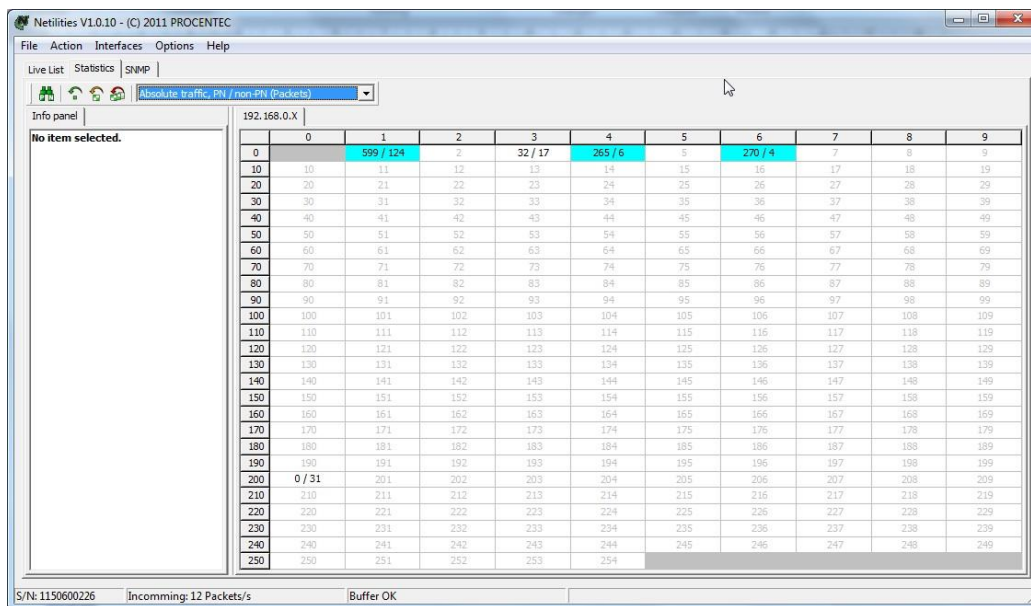 Netilities V1.0.10 - (C) 2011 PROCENTEC
File Action Interfaces Options Help
Live List Statistics SNMP
Absolute traffic, PN / non-PN (Packets)
Info panel 192.168.0.X
No item selected.
0 1 2 3 4 5 6 7 8 9
0 599 / 124 2 32 / 17 265 / 6 5 270 / 4 7 8 9
10 10 11 12 13 14 15 16 17 18 19
20 20 21 22 23 24 25 26 27 28 29
30 30 31 32 33 34 35 36 37 38 39
40 40 41 42 43 44 45 46 47 48 49
50 50 51 52 53 54 55 56 57 58 59
60 60 61 62 63 64 65 66 67 68 69
70 70 71 72 73 74 75 76 77 78 79
80 80 81 82 83 84 85 86 87 88 89
90 90 91 92 93 94 95 96 97 98 99
100 100 101 102 103 104 105 106 107 108 109
110 110 111 112 113 114 115 116 117 118 119
120 120 121 122 123 124 125 126 127 128 129
130 130 131 132 133 134 135 136 137 138 139
140 140 141 142 143 144 145 146 147 148 149
150 150 151 152 153 154 155 156 157 158 159
160 160 161 162 163 164 165 166 167 168 169
170 170 171 172 173 174 175 176 177 178 179
180 180 181 182 183 184 185 186 187 188 189
190 190 191 192 193 194 195 196 197 198 199
200 0 / 31 201 202 203 204 205 206 207 208 209
210 210 211 212 213 214 215 216 217 218 219
220 220 221 222 223 224 225 226 227 228 229
230 230 231 232 233 234 235 236 237 238 239
240 240 241 242 243 244 245 246 247 248 249
250 250 251 252 253 254
S/N: 1150600226 Incomming: 12 Packets/s Buffer OK